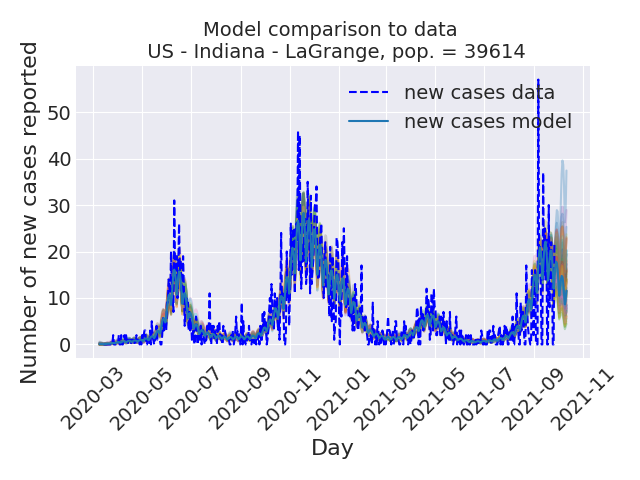 Model comparison to data
US - Indiana - LaGrange, pop. = 39614
Number of new cases reported
50
40
30
20
10
0
new cases data
new cases model
2020-03
2020-05
2020-07
2020-09
2020-11
2021-01
2021-03
2021-05
2021-07
2021-09
2021-11
Day